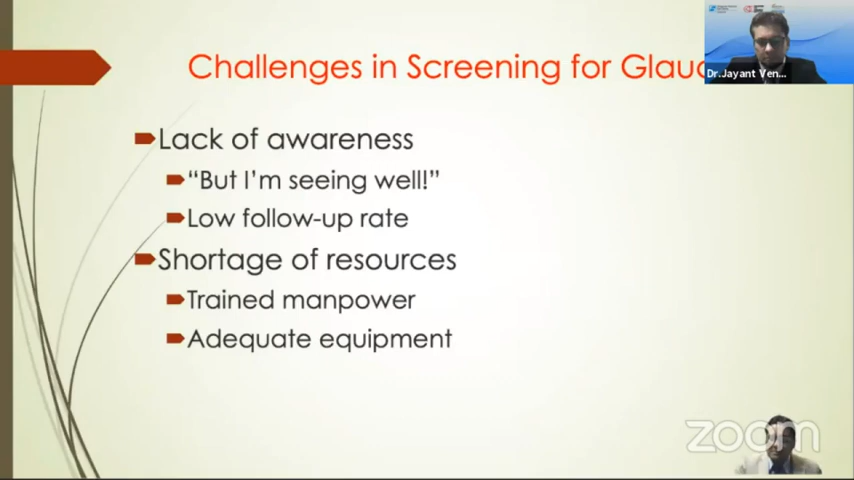 Challenges in Screening for Glauc
Dr.Jayant Ven...
Lack of awareness
“But I’m seeing well!”
Low follow-up rate
Shortage of resources
Trained manpower
Adequate equipment
zoom